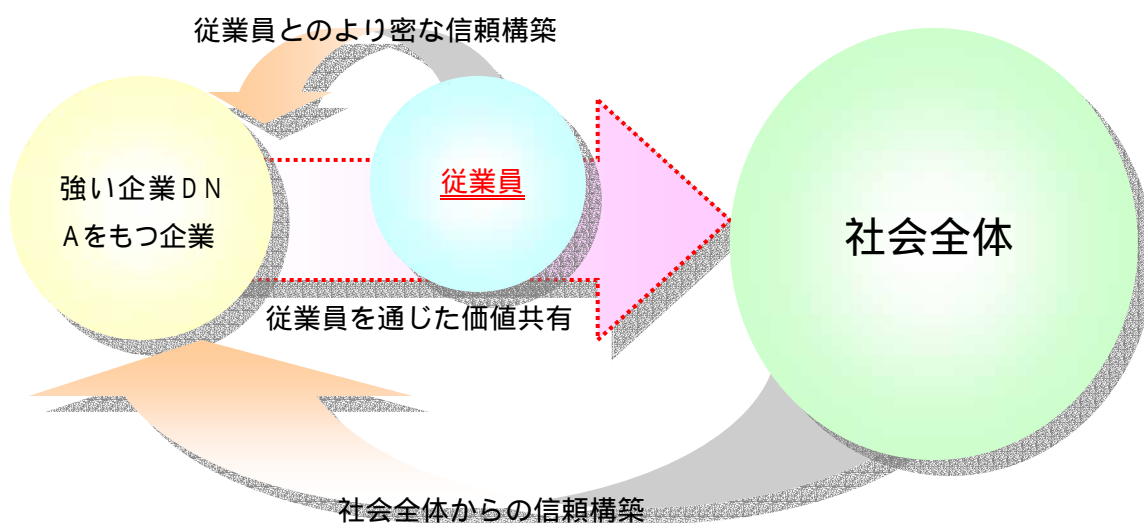 従業員とのより密な信頼構築
強い企業DN
Aをもつ企業
従業員
社会全体
従業員を通じた価値共有
社会全体からの信頼構築